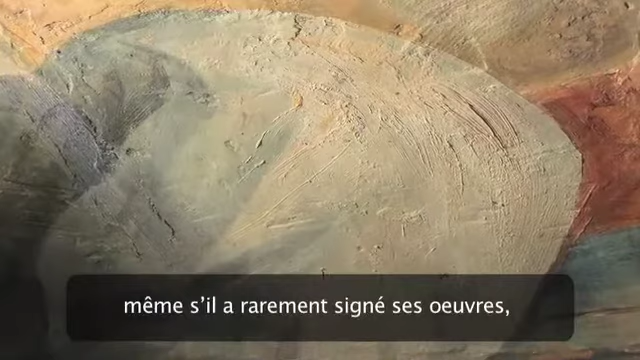 même s’il a rarement signé ses oeuvres,